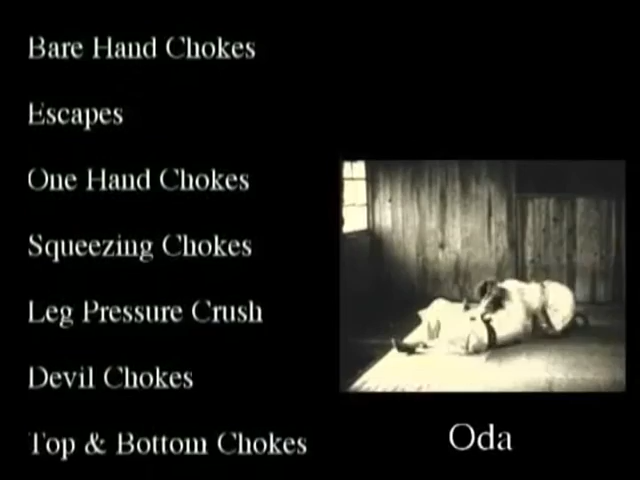 Bare Hand Chokes
Escapes
One Hand Chokes
Squeezing Chokes
Leg Pressure Crush
Devil Chokes
Top & Bottom Chokes
Oda